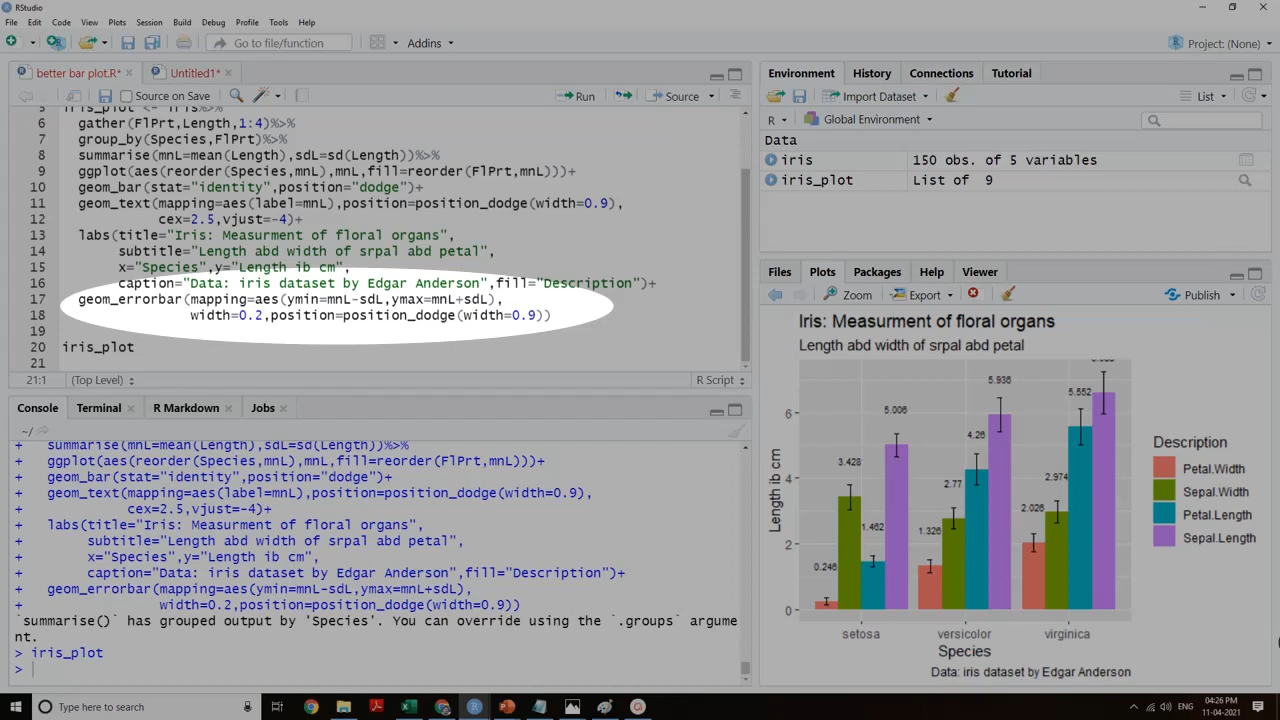 RStudio
File Edit Code View Plots Session Build Debug Profile Tools Help
Go to file/function Addins Project: (None)
better bar plot.R* Untitled1*
Source on Save Run Source
5 iris_plot <- iris%>%
6 gather(FlPrt,Length,1:4)%>%
7 group_by(Species,FlPrt)%>%
8 summarise(mnL=mean(Length),sdL=sd(Length))%>%
9 ggplot(aes(reorder(Species,mnL),mnL,fill=reorder(FlPrt,mnL)))+
10 geom_bar(stat="identity",position="dodge")+
11 geom_text(mapping=aes(label=mnL),position=position_dodge(width=0.9),
12 cex=2.5,vjust=-4)+
13 labs(title="Iris: Measurment of floral organs",
14 subtitle="Length abd width of srpal abd petal",
15 x="Species",y="Length ib cm",
16 caption="Data: iris dataset by Edgar Anderson",fill="Description")+
17 geom_errorbar(mapping=aes(ymin=mnL-sdL,ymax=mnL+sdL),
18 width=0.2,position=position_dodge(width=0.9))
19
20 iris_plot
21
21:1 (Top Level) R Script
Console Terminal R Markdown Jobs
~/
+ summarise(mnL=mean(Length),sdL=sd(Length))%>%
+ ggplot(aes(reorder(Species,mnL),mnL,fill=reorder(FlPrt,mnL)))+
+ geom_bar(stat="identity",position="dodge")+
+ geom_text(mapping=aes(label=mnL),position=position_dodge(width=0.9),
+ cex=2.5,vjust=-4)+
+ labs(title="Iris: Measurment of floral organs",
+ subtitle="Length abd width of srpal abd petal",
+ x="Species",y="Length ib cm",
+ caption="Data: iris dataset by Edgar Anderson",fill="Description")+
+ geom_errorbar(mapping=aes(ymin=mnL-sdL,ymax=mnL+sdL),
+ width=0.2,position=position_dodge(width=0.9))
`summarise()` has grouped output by 'Species'. You can override using the `.groups` argume
nt.
> iris_plot
>
Environment History Connections Tutorial
Import Dataset List
R Global Environment
Data
iris 150 obs. of 5 variables
iris_plot List of 9
Files Plots Packages Help Viewer
Zoom Export Publish
Iris: Measurment of floral organs
Length abd width of srpal abd petal
5.936
5.552
5.006
4.26
3.428
2.974
2.77
2.026
1.462
1.326
0.246
6
4
2
0
Length ib cm
setosa versicolor virginica
Species
Data: iris dataset by Edgar Anderson
Description
Petal.Width
Sepal.Width
Petal.Length
Sepal.Length
Type here to search
ENG
04:26 PM
11-04-2021